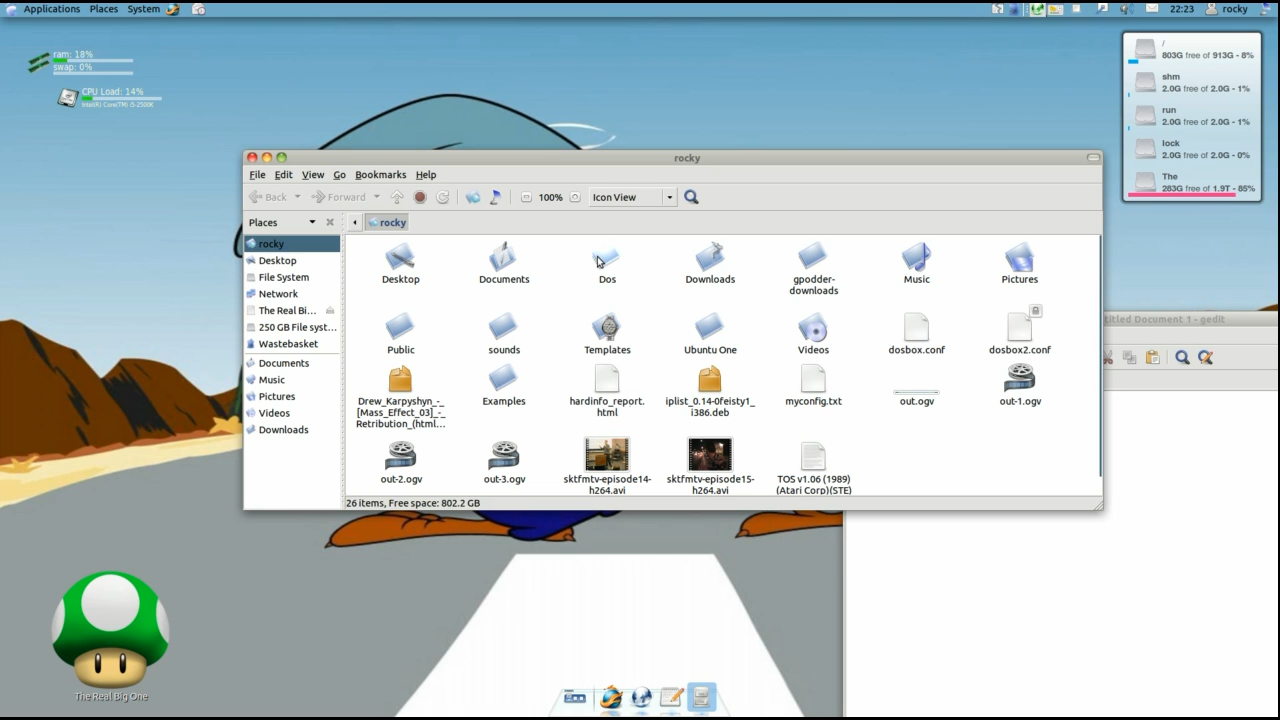 Applications Places System 22:23 rocky
ram: 18%
swap: 0%
CPU Load: 14%
Intel(R) Core(TM) i5-2500K
/
803G free of 913G - 8%
shm
2.0G free of 2.0G - 1%
run
2.0G free of 2.0G - 1%
lock
2.0G free of 2.0G - 0%
The
283G free of 1.9T - 85%
rocky
File Edit View Go Bookmarks Help
Back Forward 100% Icon View
Places rocky
rocky
Desktop
File System
Network
The Real Bi...
250 GB File syst...
Wastebasket
Documents
Music
Pictures
Videos
Downloads
Desktop Documents Dos Downloads gpodder-
downloads Music Pictures
Public sounds Templates Ubuntu One Videos dosbox.conf dosbox2.conf
Drew_Karpyshyn_-_
[Mass_Effect_03]_-_
Retribution_(html...
Examples
hardinfo_report.
html
iplist_0.14-0feisty1_
i386.deb
myconfig.txt
out.ogv
out-1.ogv
out-2.ogv
out-3.ogv
sktfmtv-episode14-
h264.avi
sktfmtv-episode15-
h264.avi
TOS v1.06 (1989)
(Atari Corp)(STE)
26 items, Free space: 802.2 GB
titled Document 1 - gedit
The Real Big One